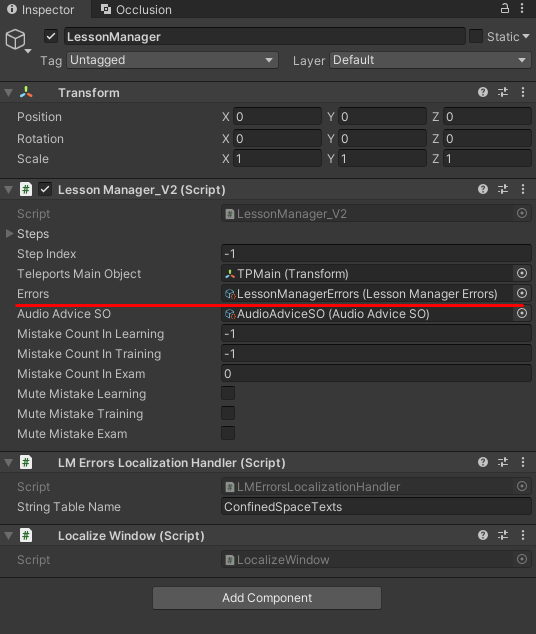 Inspector Occlusion
LessonManager Static
Tag Untagged Layer Default
Transform
Position X 0 Y 0 Z 0
Rotation X 0 Y 0 Z 0
Scale X 1 Y 1 Z 1
Lesson Manager_V2 (Script)
Script LessonManager_V2
Steps
Step Index -1
Teleports Main Object TPMain (Transform)
Errors LessonManagerErrors (Lesson Manager Errors)
Audio Advice SO AudioAdviceSO (Audio Advice SO)
Mistake Count In Learning -1
Mistake Count In Training -1
Mistake Count In Exam 0
Mute Mistake Learning
Mute Mistake Training
Mute Mistake Exam
LM Errors Localization Handler (Script)
Script LMErrorsLocalizationHandler
String Table Name ConfinedSpaceTexts
Localize Window (Script)
Script LocalizeWindow
Add Component